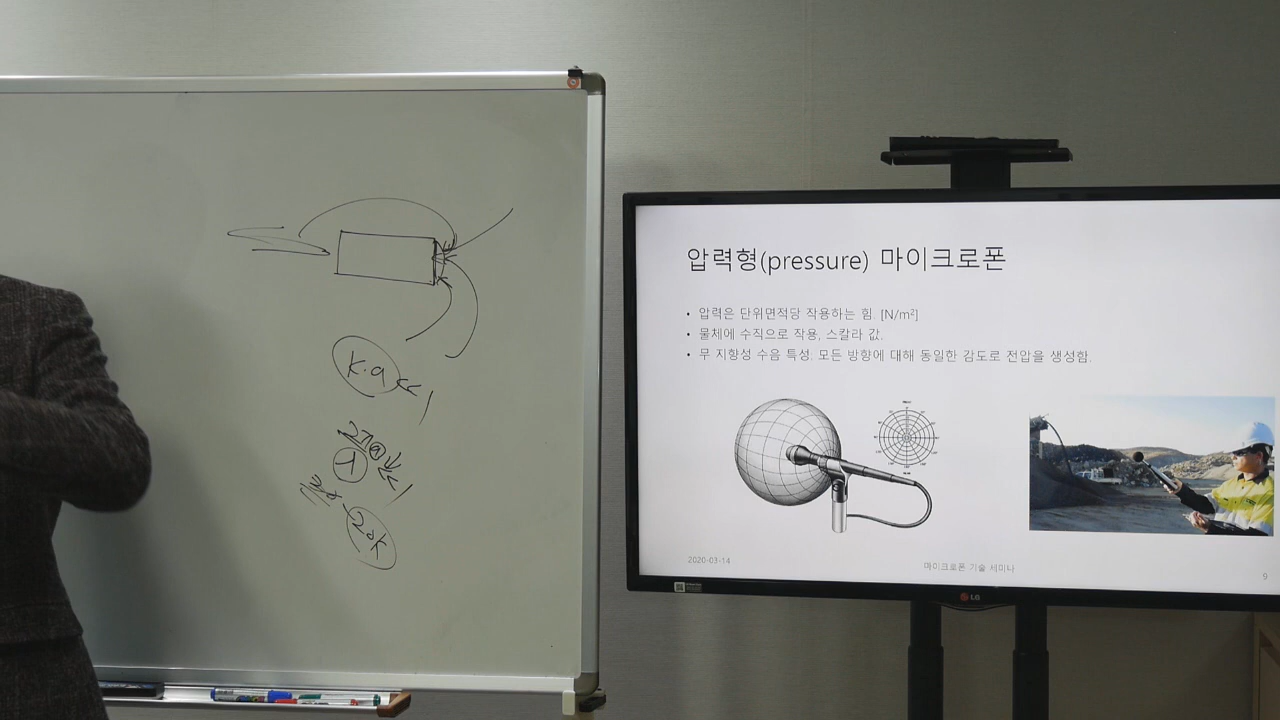 압력형(pressure) 마이크로폰
• 압력은 단위면적당 작용하는 힘. [N/m²]
• 물체에 수직으로 작용, 스칼라 값.
• 무 지향성 수음 특성. 모든 방향에 대해 동일한 감도로 전압을 생성함.
2020-03-14
마이크로폰 기술 세미나
9
LG
20K